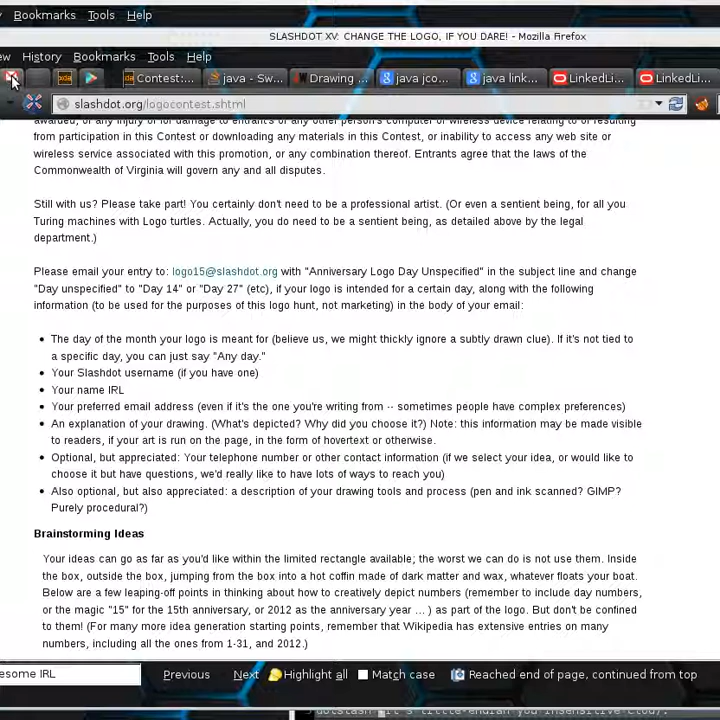 Bookmarks Tools Help
SLASHDOT XV: CHANGE THE LOGO, IF YOU DARE! - Mozilla Firefox
ew History Bookmarks Tools Help
xda Contest:... java - Sw... Drawing ... java jco... java link... LinkedLi... LinkedLi...
slashdot.org/logocontest.shtml
awarded, or any injury or for damage to entrant's or any other person's computer or wireless device relating to or resulting
from participation in this Contest or downloading any materials in this Contest, or inability to access any web site or
wireless service associated with this promotion, or any combination thereof. Entrants agree that the laws of the
Commonwealth of Virginia will govern any and all disputes.
Still with us? Please take part! You certainly don't need to be a professional artist. (Or even a sentient being, for all you
Turing machines with Logo turtles. Actually, you do need to be a sentient being, as detailed above by the legal
department.)
Please email your entry to: logo15@slashdot.org with "Anniversary Logo Day Unspecified" in the subject line and change
"Day unspecified" to "Day 14" or "Day 27" (etc), if your logo is intended for a certain day, along with the following
information (to be used for the purposes of this logo hunt, not marketing) in the body of your email:
The day of the month your logo is meant for (believe us, we might thickly ignore a subtly drawn clue). If it's not tied to
a specific day, you can just say "Any day."
Your Slashdot username (if you have one)
Your name IRL
Your preferred email address (even if it's the one you're writing from -- sometimes people have complex preferences)
An explanation of your drawing. (What's depicted? Why did you choose it?) Note: this information may be made visible
to readers, if your art is run on the page, in the form of hovertext or otherwise.
Optional, but appreciated: Your telephone number or other contact information (if we select your idea, or would like to
choose it but have questions, we'd really like to have lots of ways to reach you)
Also optional, but also appreciated: a description of your drawing tools and process (pen and ink scanned? GIMP?
Purely procedural?)
Brainstorming Ideas
Your ideas can go as far as you'd like within the limited rectangle available; the worst we can do is not use them. Inside
the box, outside the box, jumping from the box into a hot coffin made of dark matter and wax, whatever floats your boat.
Below are a few leaping-off points in thinking about how to creatively depict numbers (remember to include day numbers,
or the magic "15" for the 15th anniversary, or 2012 as the anniversary year ... ) as part of the logo. But don't be confined
to them! (For many more idea generation starting points, remember that Wikipedia has extensive entries on many
numbers, including all the ones from 1-31, and 2012.)
esome IRL Previous Next Highlight all Match case Reached end of page, continued from top